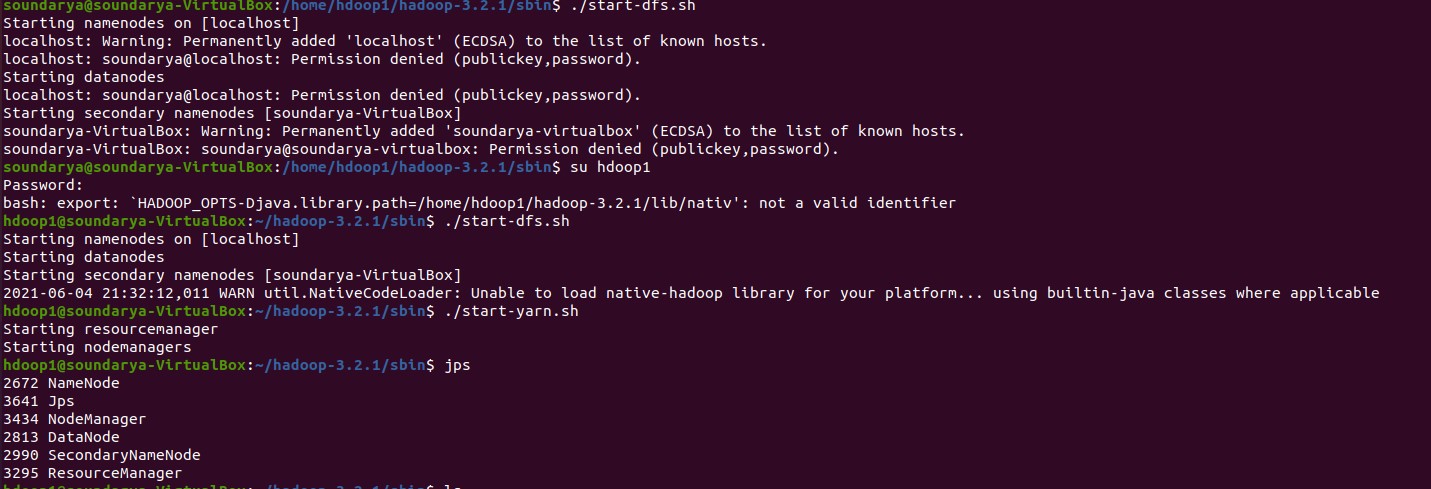 soundarya@soundarya-VirtualBox:/home/hdoop1/hadoop-3.2.1/sbin$ ./start-dfs.sh
Starting namenodes on [localhost]
localhost: Warning: Permanently added 'localhost' (ECDSA) to the list of known hosts.
localhost: soundarya@localhost: Permission denied (publickey,password).
Starting datanodes
localhost: soundarya@localhost: Permission denied (publickey,password).
Starting secondary namenodes [soundarya-VirtualBox]
soundarya-VirtualBox: Warning: Permanently added 'soundarya-virtualbox' (ECDSA) to the list of known hosts.
soundarya-VirtualBox: soundarya@soundarya-virtualbox: Permission denied (publickey,password).
soundarya@soundarya-VirtualBox:/home/hdoop1/hadoop-3.2.1/sbin$ su hdoop1
Password:
bash: export: `HADOOP_OPTS-Djava.library.path=/home/hdoop1/hadoop-3.2.1/lib/nativ': not a valid identifier
hdoop1@soundarya-VirtualBox:~/hadoop-3.2.1/sbin$ ./start-dfs.sh
Starting namenodes on [localhost]
Starting datanodes
Starting secondary namenodes [soundarya-VirtualBox]
2021-06-04 21:32:12,011 WARN util.NativeCodeLoader: Unable to load native-hadoop library for your platform... using builtin-java classes where applicable
hdoop1@soundarya-VirtualBox:~/hadoop-3.2.1/sbin$ ./start-yarn.sh
Starting resourcemanager
Starting nodemanagers
hdoop1@soundarya-VirtualBox:~/hadoop-3.2.1/sbin$ jps
2672 NameNode
3641 Jps
3434 NodeManager
2813 DataNode
2990 SecondaryNameNode
3295 ResourceManager
hdoop1@soundarya-VirtualBox:~/hadoop-3.2.1/sbin$